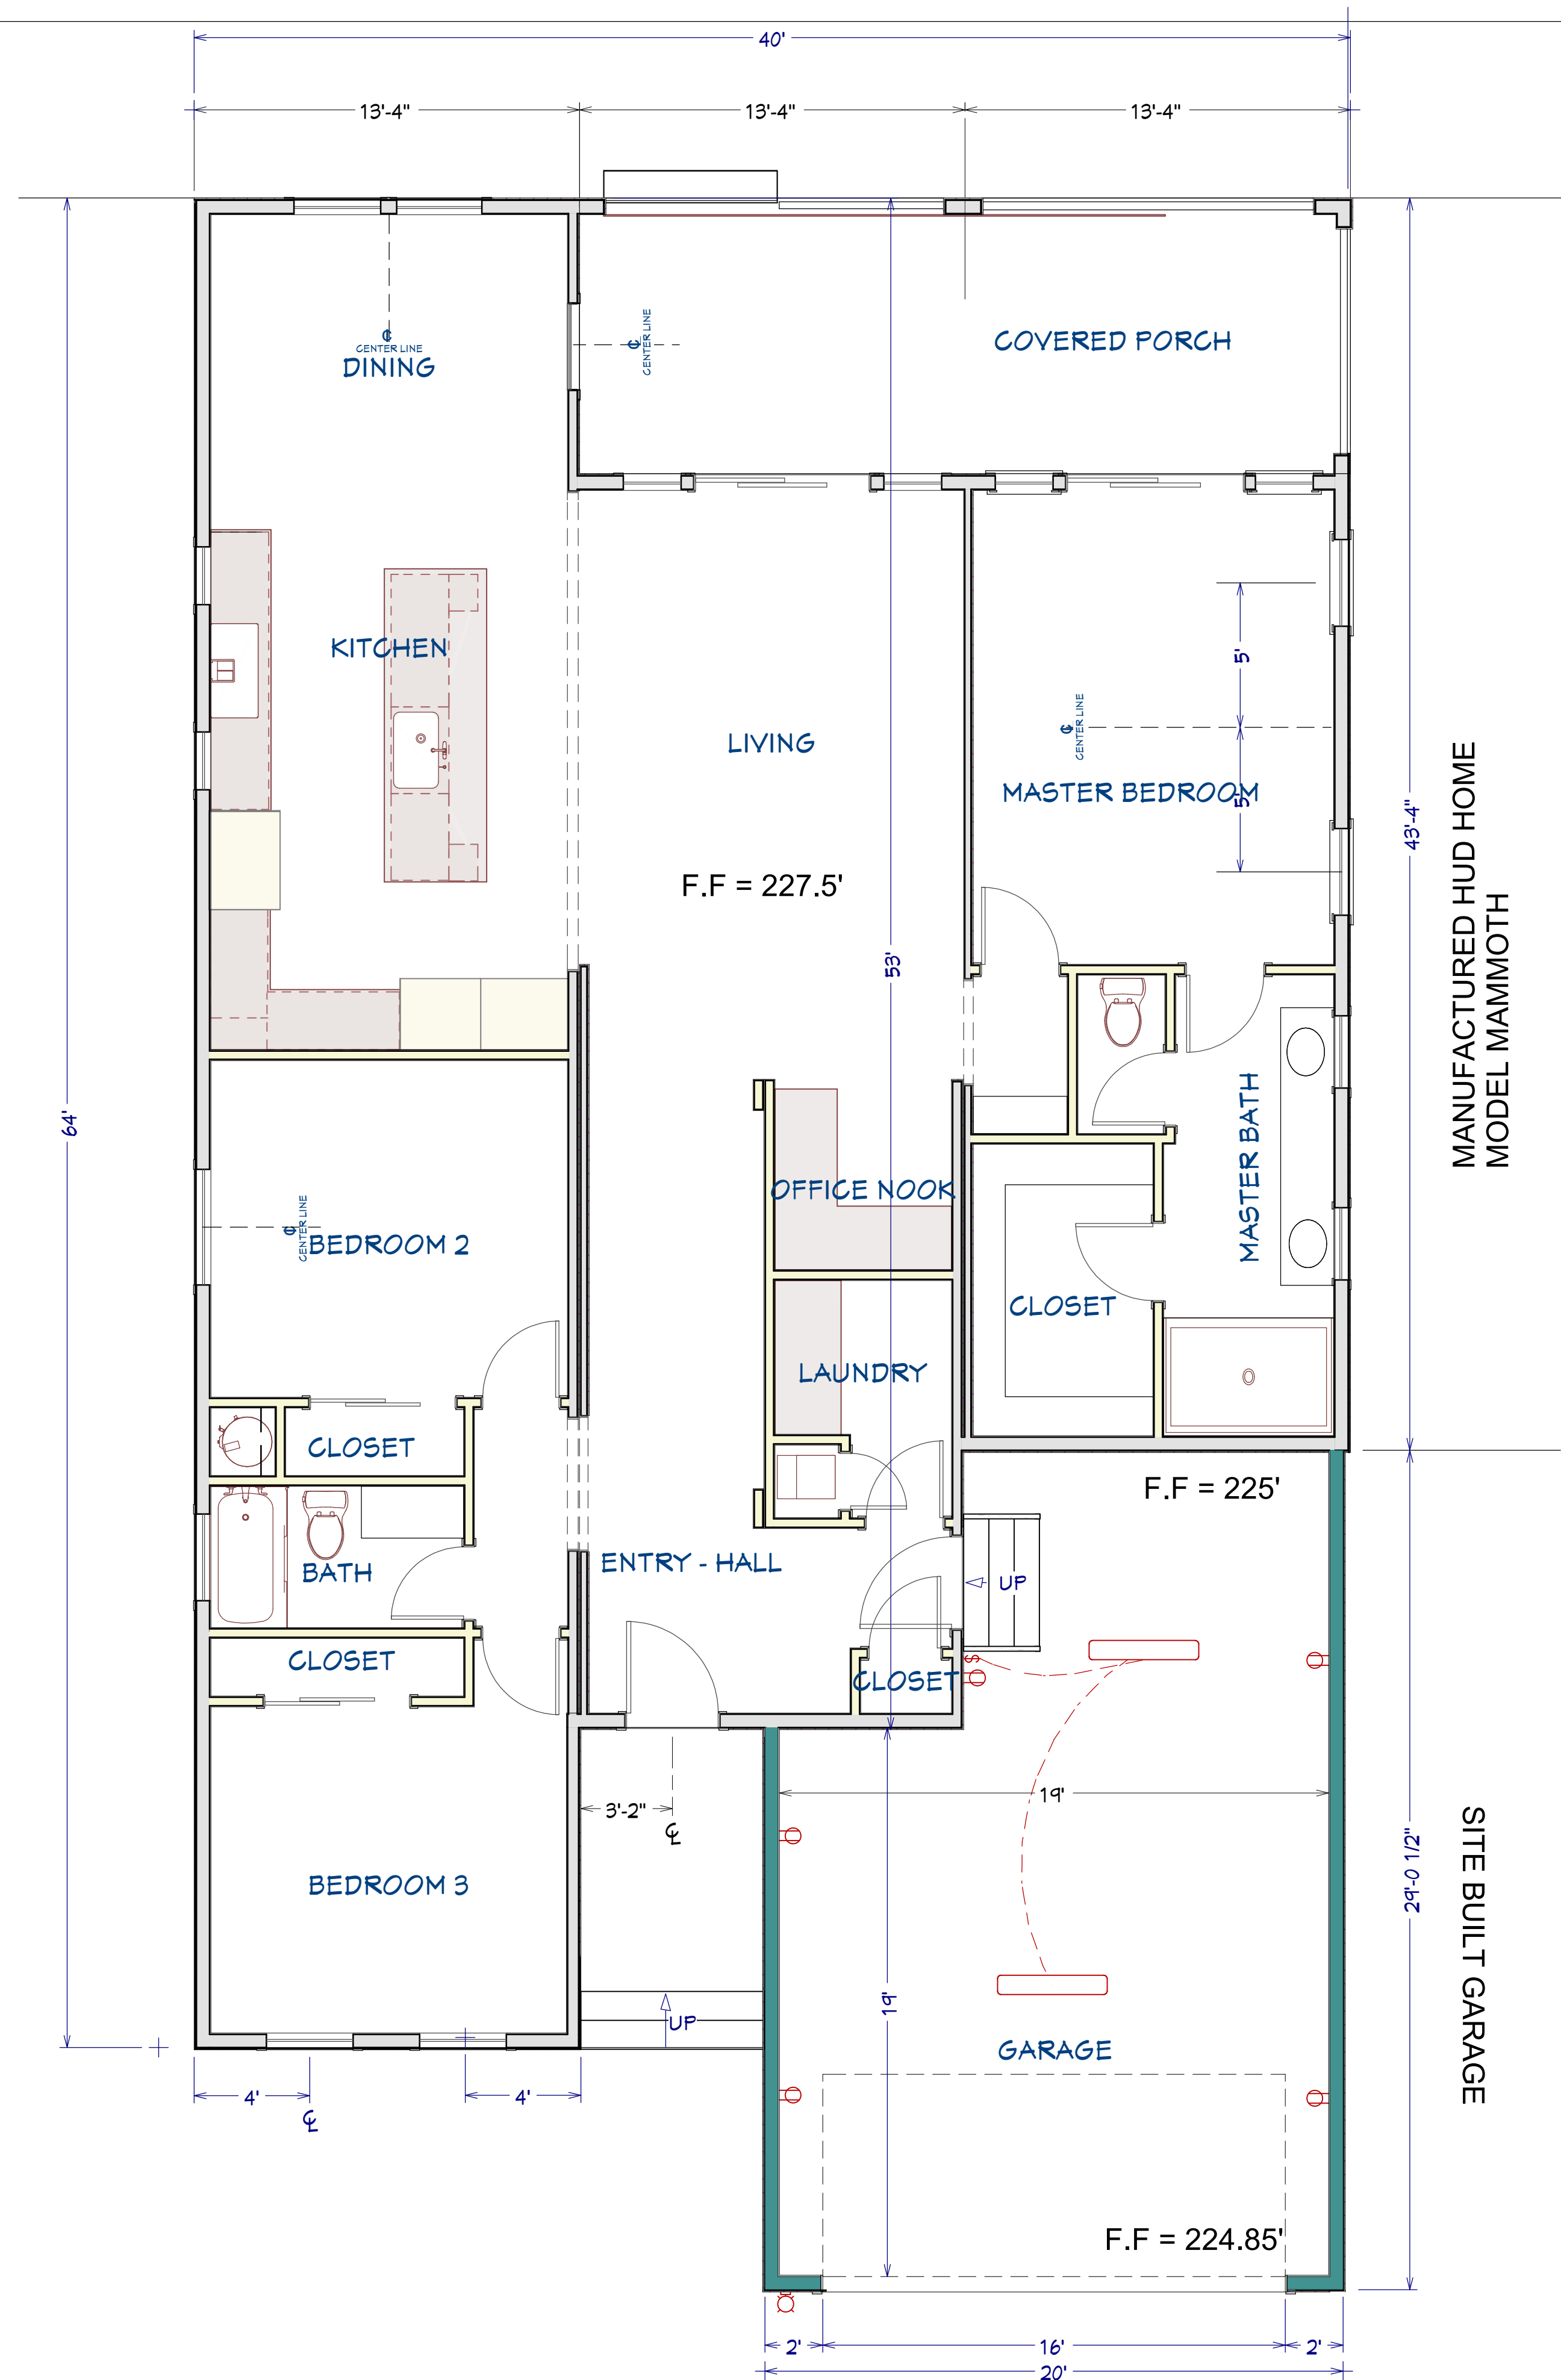 40'
13'-4"
13'-4"
13'-4"
℄
CENTER LINE
DINING
℄
CENTER LINE
COVERED PORCH
KITCHEN
LIVING
5'
℄
CENTER LINE
MASTER BEDROOM
5'
43'-4"
MANUFACTURED HUD HOME
MODEL MAMMOTH
F.F = 227.5'
53'
64'
MASTER BATH
OFFICE NOOK
℄
CENTER LINE
BEDROOM 2
CLOSET
LAUNDRY
CLOSET
F.F = 225'
BATH
ENTRY - HALL
UP
CLOSET
S
CLOSET
19'
3'-2"
℄
BEDROOM 3
29'-0 1/2"
SITE BUILT GARAGE
19'
UP
GARAGE
4'
4'
℄
F.F = 224.85'
2'
16'
2'
20'